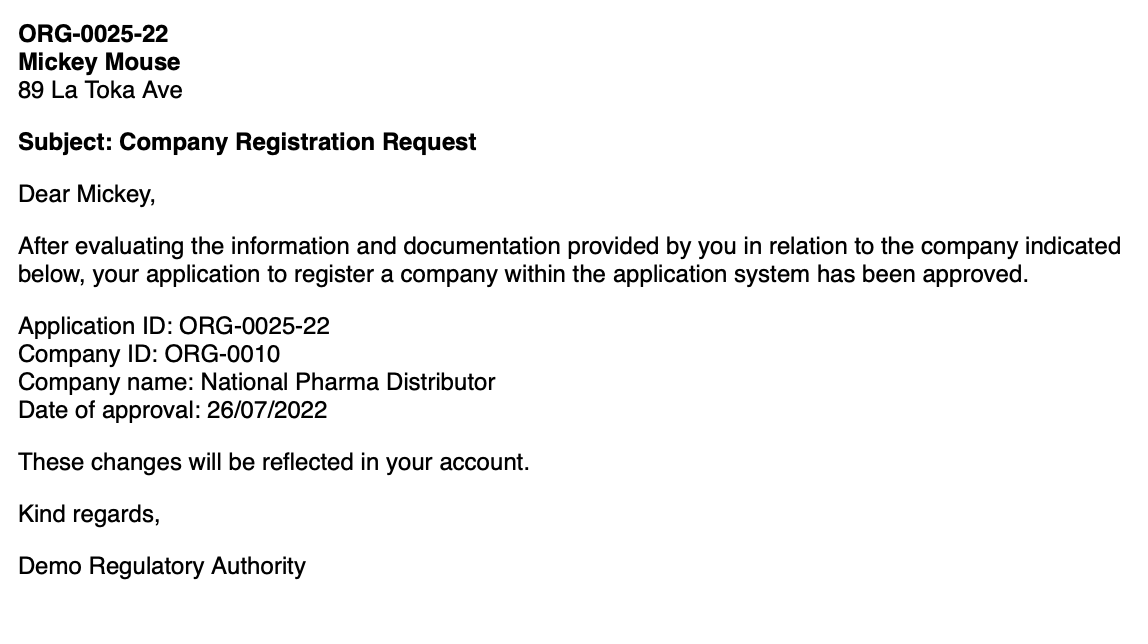 ORG-0025-22
Mickey Mouse
89 La Toka Ave
Subject: Company Registration Request
Dear Mickey,
After evaluating the information and documentation provided by you in relation to the company indicated
below, your application to register a company within the application system has been approved.
Application ID: ORG-0025-22
Company ID: ORG-0010
Company name: National Pharma Distributor
Date of approval: 26/07/2022
These changes will be reflected in your account.
Kind regards,
Demo Regulatory Authority